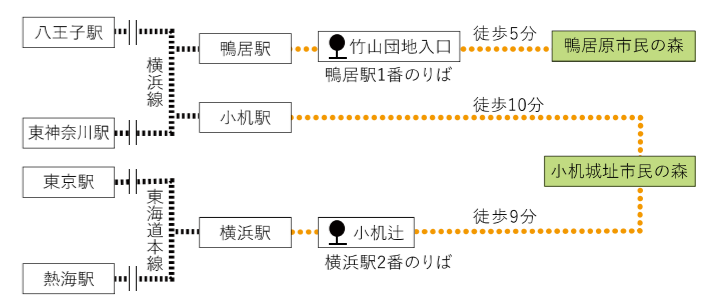 八王子駅
横浜線
東神奈川駅
鴨居駅
竹山団地入口
鴨居駅1番のりば
徒歩5分
鴨居原市民の森
小机駅
徒歩10分
小机城址市民の森
東京駅
東海道本線
熱海駅
横浜駅
小机辻
横浜駅2番のりば
徒歩9分